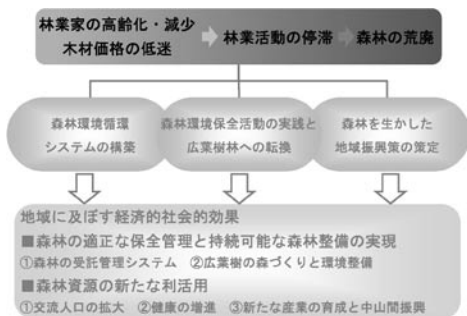 林業家の高齢化・減少
木材価格の低迷
林業活動の停滞
森林の荒廃
森林環境循環
システムの構築
森林環境保全活動の実践と
広葉樹林への転換
森林を生かした
地域振興策の策定
地域に及ぼす経済的社会的効果
■森林の適正な保全管理と持続可能な森林整備の実現
①森林の受託管理システム ②広葉樹の森づくりと環境整備
■森林資源の新たな利活用
①交流人口の拡大 ②健康の増進 ③新たな産業の育成と中山間振興